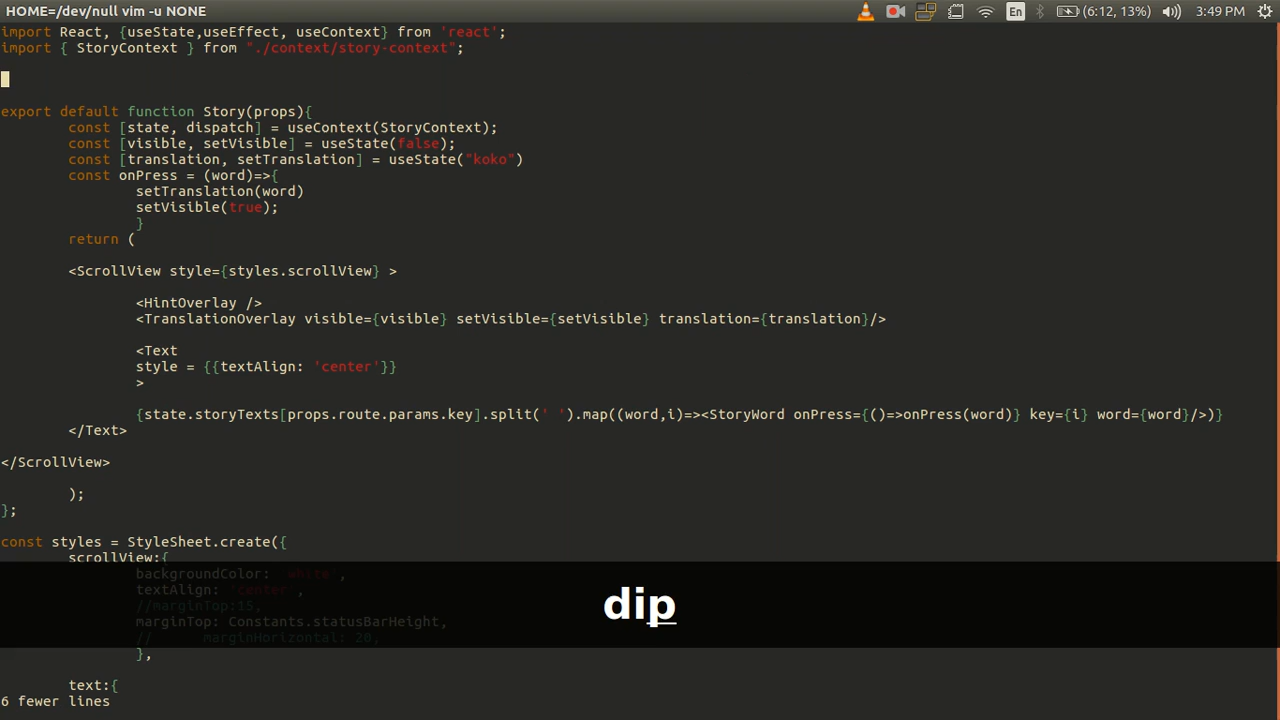 HOME=/dev/null vim -u NONE
En
(6:12, 13%)
3:49 PM
import React, {useState,useEffect, useContext} from 'react';
import { StoryContext } from "./context/story-context";
export default function Story(props){
const [state, dispatch] = useContext(StoryContext);
const [visible, setVisible] = useState(false);
const [translation, setTranslation] = useState("koko")
const onPress = (word)=>{
setTranslation(word)
setVisible(true);
}
return (
<ScrollView style={styles.scrollView} >
<HintOverlay />
<TranslationOverlay visible={visible} setVisible={setVisible} translation={translation}/>
<Text
style = {{textAlign: 'center'}}
>
{state.storyTexts[props.route.params.key].split(' ').map((word,i)=><StoryWord onPress={()=>onPress(word)} key={i} word={word}/>)}
</Text>
</ScrollView>
);
};
const styles = StyleSheet.create({
scrollView:{
backgroundColor: 'white',
textAlign: 'center',
//marginTop:15,
marginTop: Constants.statusBarHeight,
// marginHorizontal: 20,
},
text:{
6 fewer lines
dip